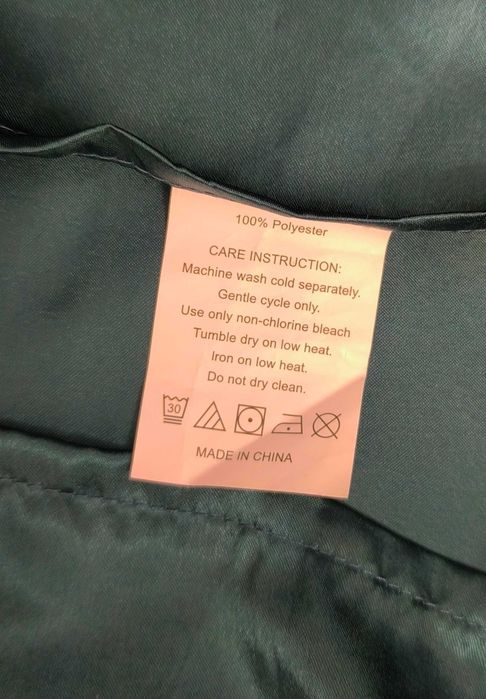 100% Polyester
CARE INSTRUCTION:
Machine wash cold separately.
Gentle cycle only.
Use only non-chlorine bleach
Tumble dry on low heat.
Iron on low heat.
Do not dry clean.
30
MADE IN CHINA